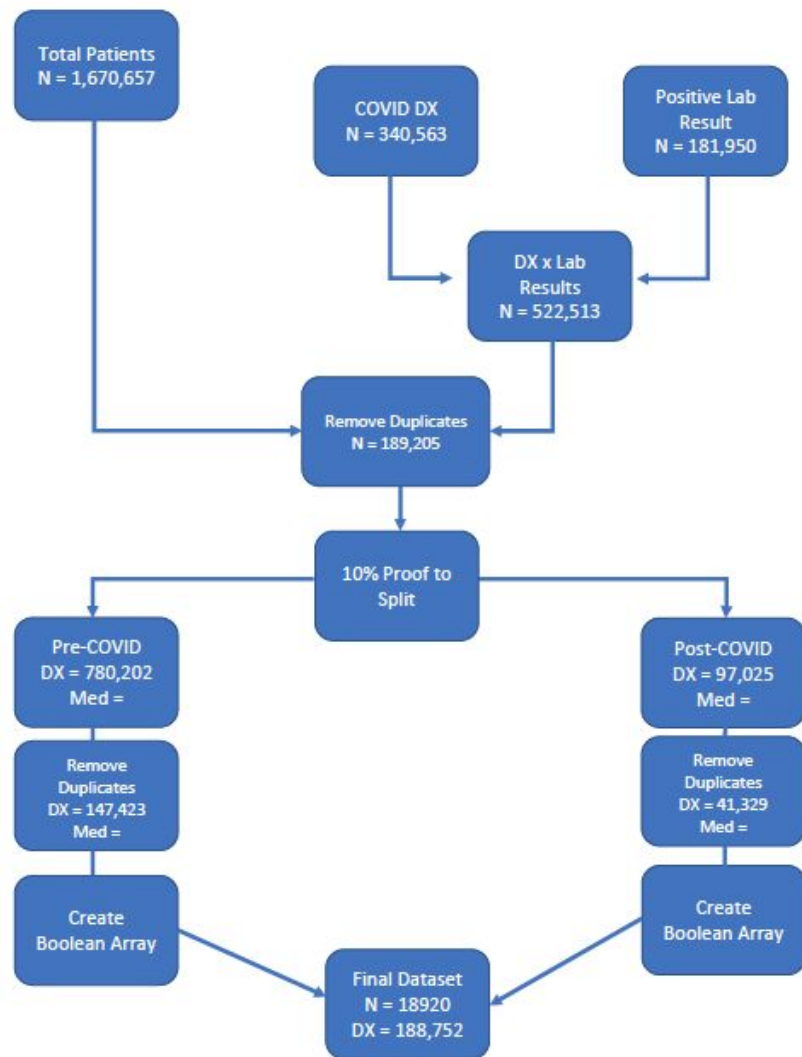 Total Patients
N = 1,670,657
COVID DX
N = 340,563
Positive Lab
Result
N = 181,950
DX x Lab
Results
N = 522,513
Remove Duplicates
N = 189,205
10% Proof to
Split
Pre-COVID
DX = 780,202
Med =
Post-COVID
DX = 97,025
Med =
Remove
Duplicates
DX = 147,423
Med =
Remove
Duplicates
DX = 41,329
Med =
Create
Boolean Array
Create
Boolean Array
Final Dataset
N = 18920
DX = 188,752